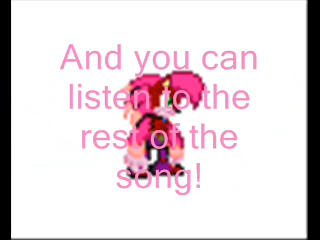 And you can
listen to the
rest of the
song!